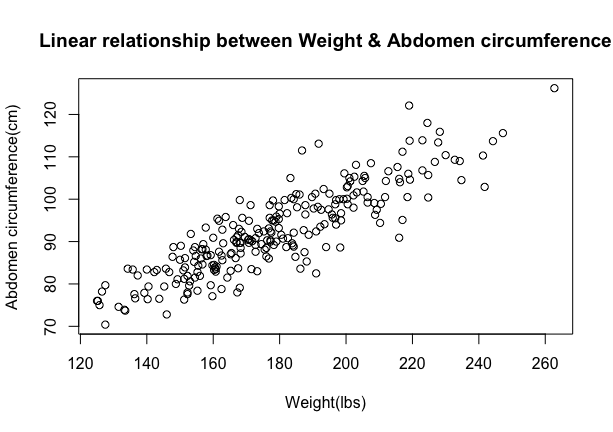 Linear relationship between Weight & Abdomen circumference
Abdomen circumference(cm)
120
110
100
90
80
70
120 140 160 180 200 220 240 260
Weight(lbs)